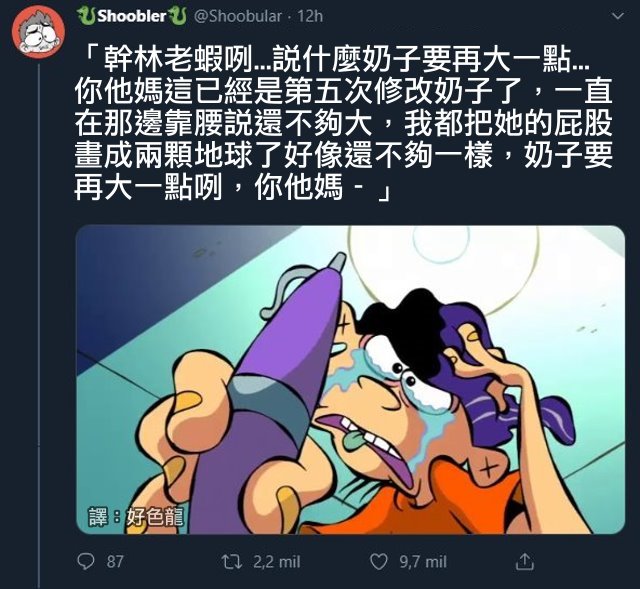 Shoobler @Shoobular · 12h
「幹林老蝦咧...說什麼奶子要再大一點...
你他媽這已經是第五次修改奶子了，一直
在那邊靠腰說還不夠大，我都把她的屁股
畫成兩顆地球了好像還不夠一樣，奶子要
再大一點咧，你他媽 - 」
譯：好色龍
87 2,2 mil 9,7 mil